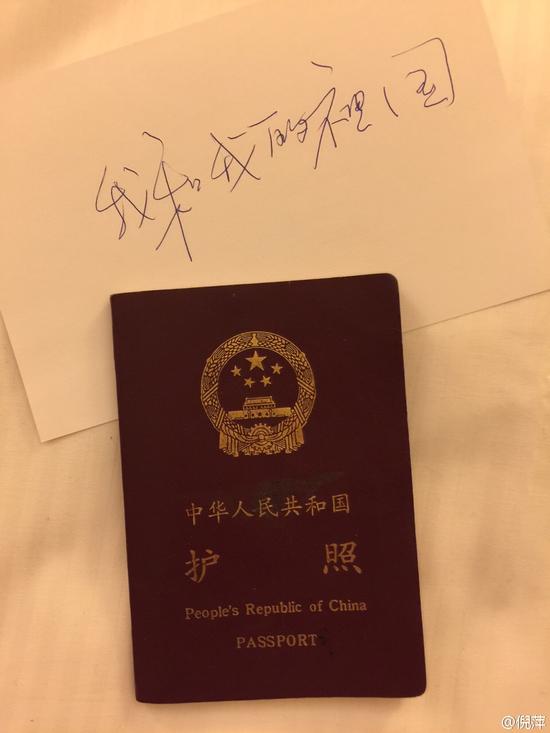 我和我的祖国
中华人民共和国
护 照
People's Republic of China
PASSPORT
@倪萍